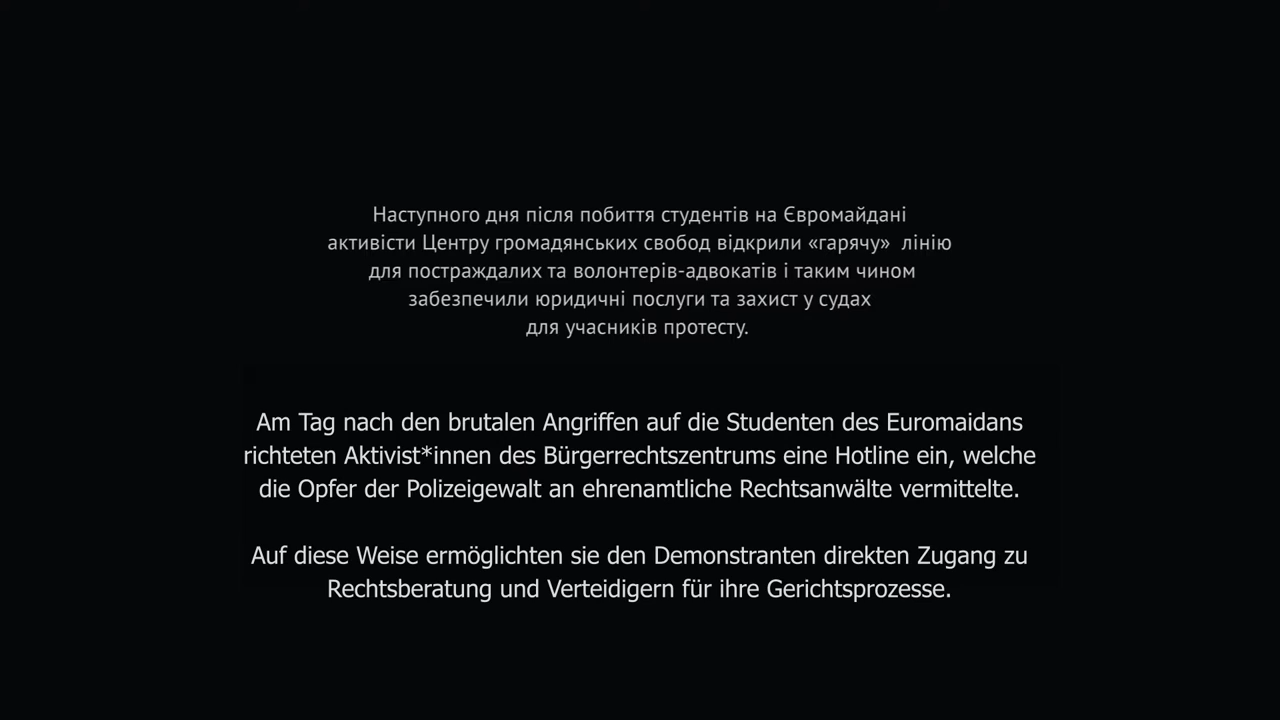 Наступного дня після побиття студентів на Євромайдані
активісти Центру громадянських свобод відкрили «гарячу» лінію
для постраждалих та волонтерів-адвокатів і таким чином
забезпечили юридичні послуги та захист у судах
для учасників протесту.
Am Tag nach den brutalen Angriffen auf die Studenten des Euromaidans
richteten Aktivist*innen des Bürgerrechtszentrums eine Hotline ein, welche
die Opfer der Polizeigewalt an ehrenamtliche Rechtsanwälte vermittelte.
Auf diese Weise ermöglichten sie den Demonstranten direkten Zugang zu
Rechtsberatung und Verteidigern für ihre Gerichtsprozesse.